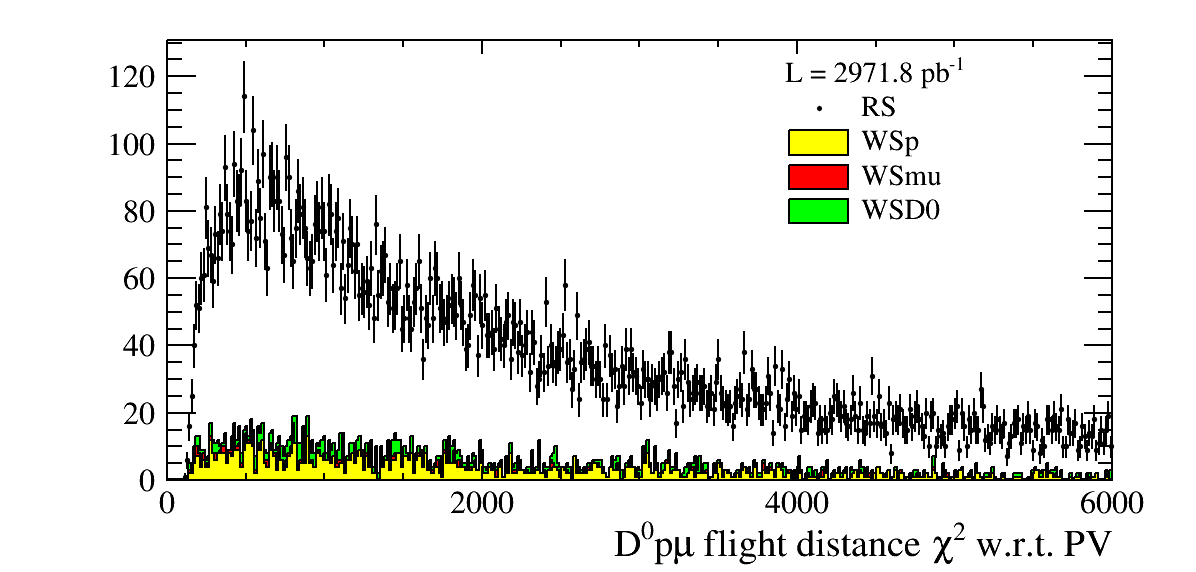 L = 2971.8 pb⁻¹
RS
WSp
WSmu
WSD0
120
100
80
60
40
20
0
0 2000 4000 6000
D⁰pμ flight distance χ² w.r.t. PV